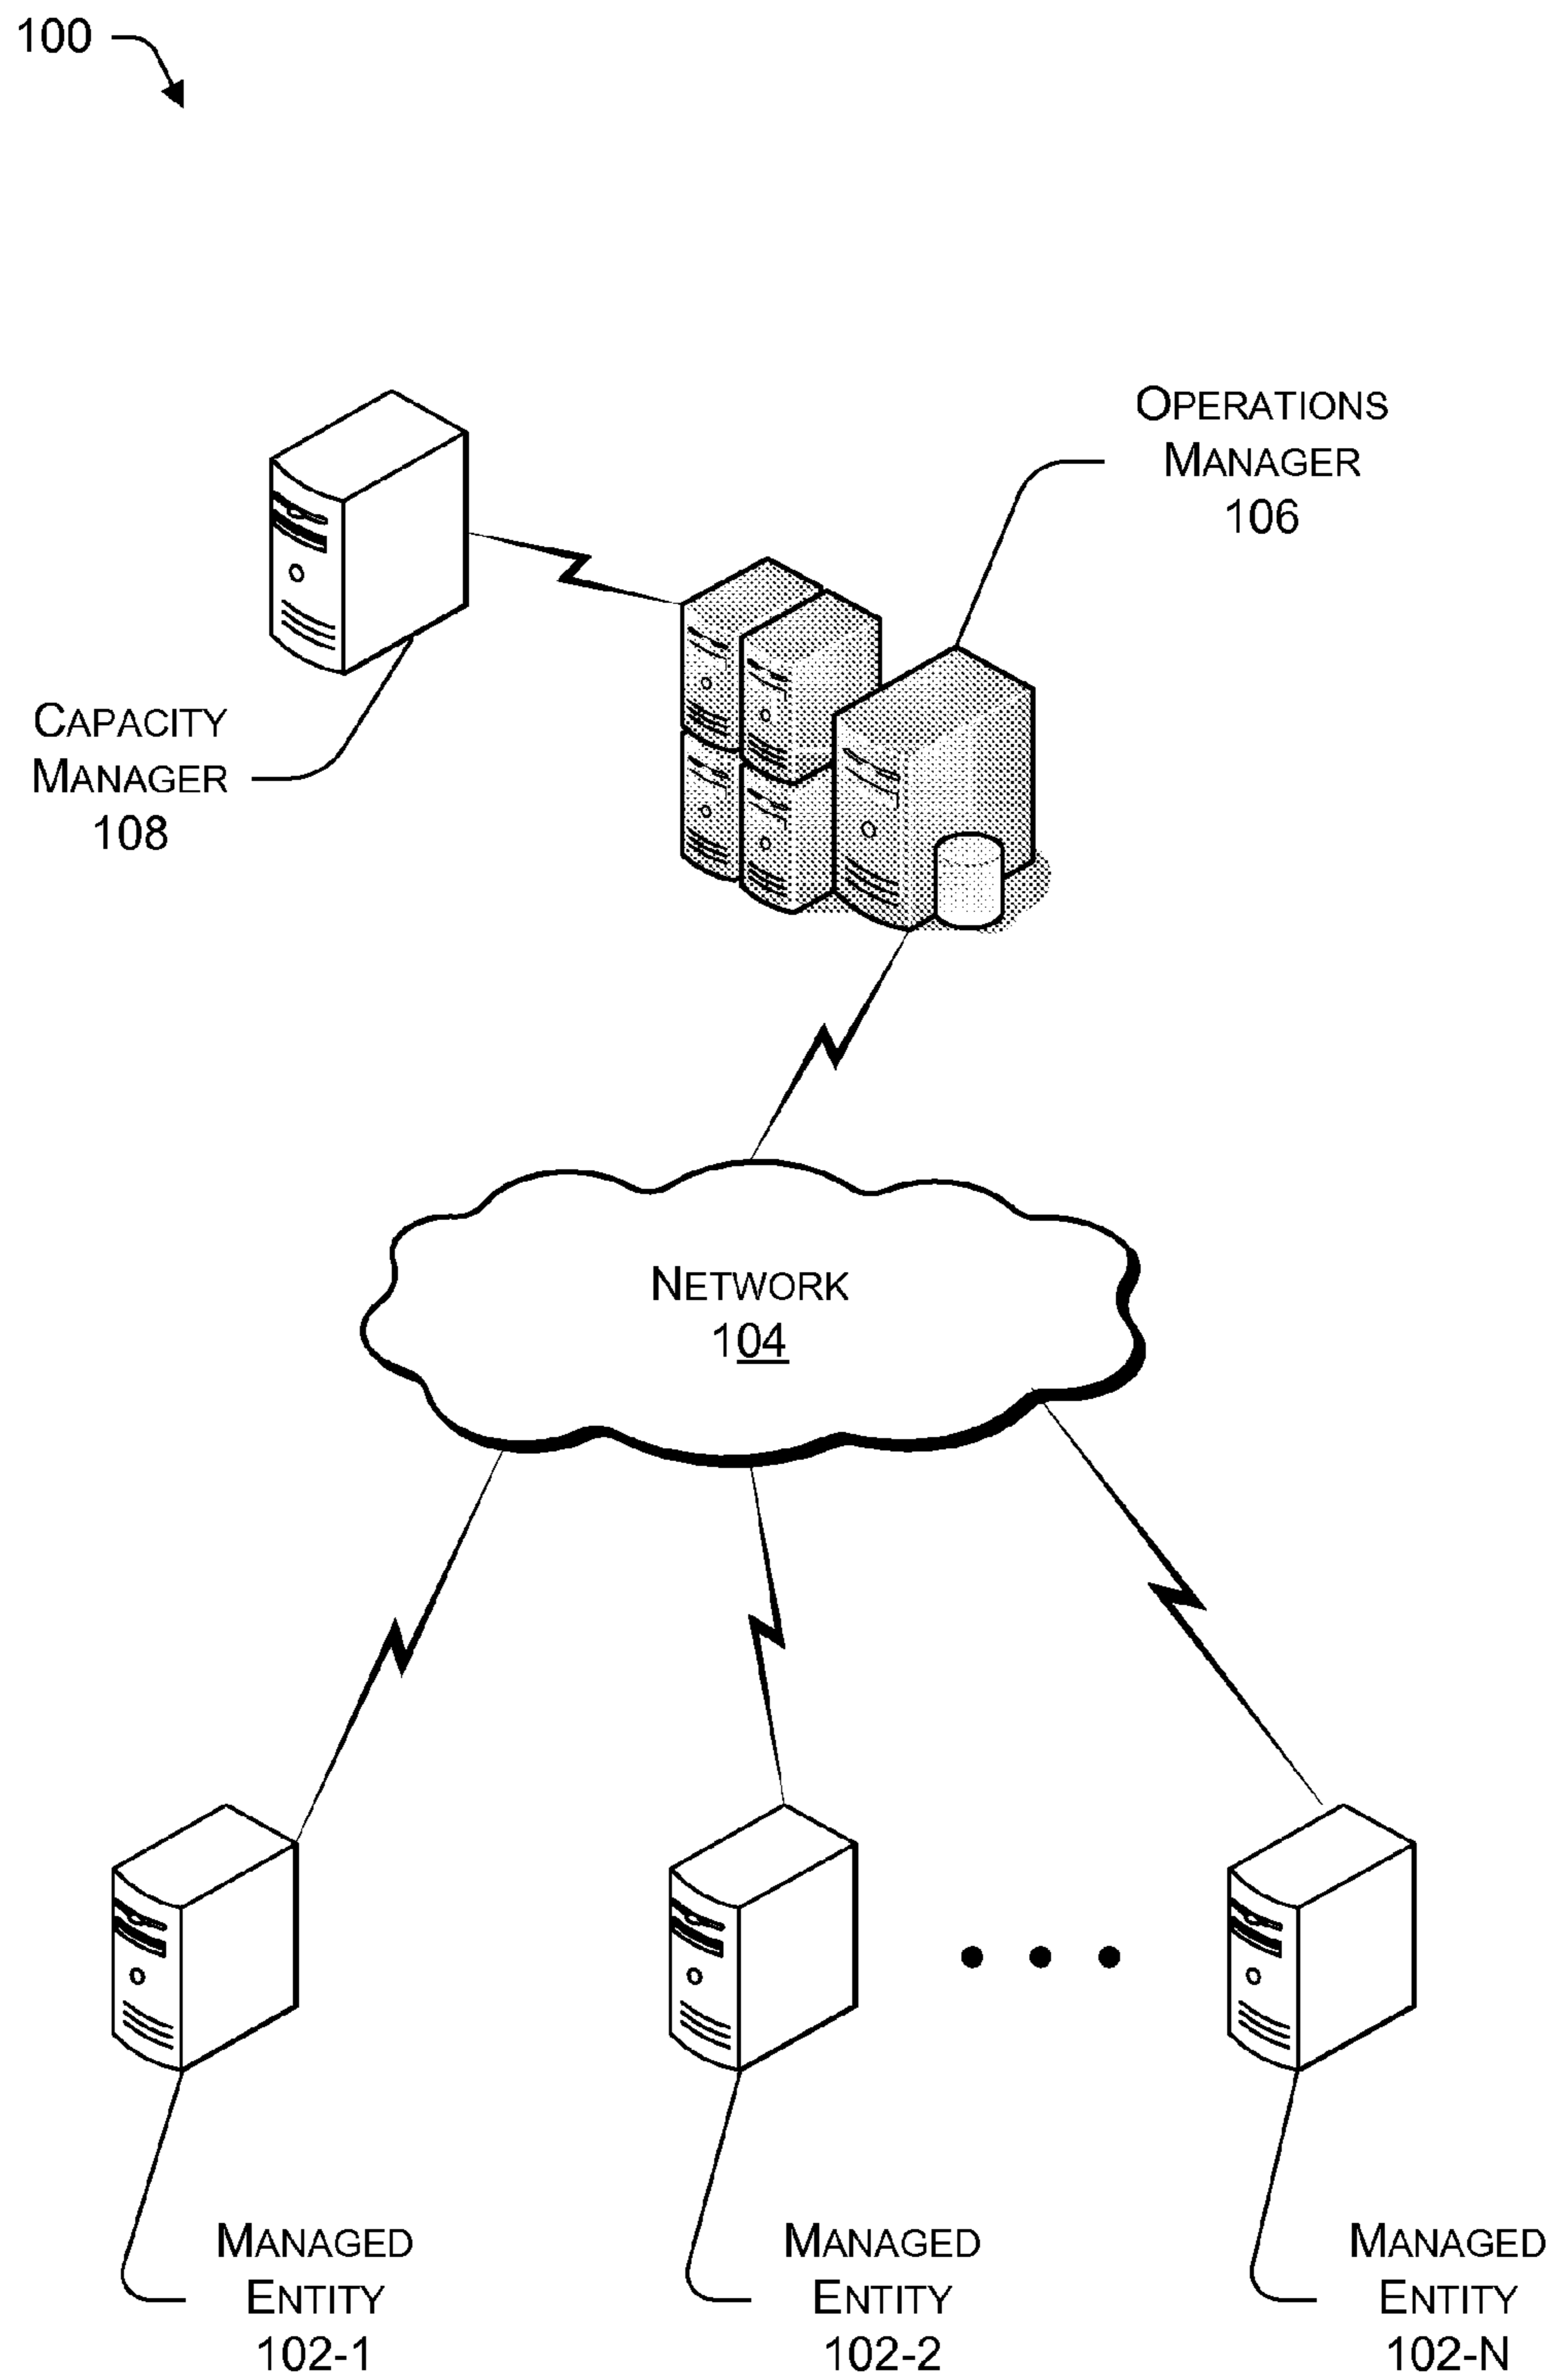 100
OPERATIONS
MANAGER
106
CAPACITY
MANAGER
108
NETWORK
104
MANAGED
ENTITY
102-1
MANAGED
ENTITY
102-2
MANAGED
ENTITY
102-N